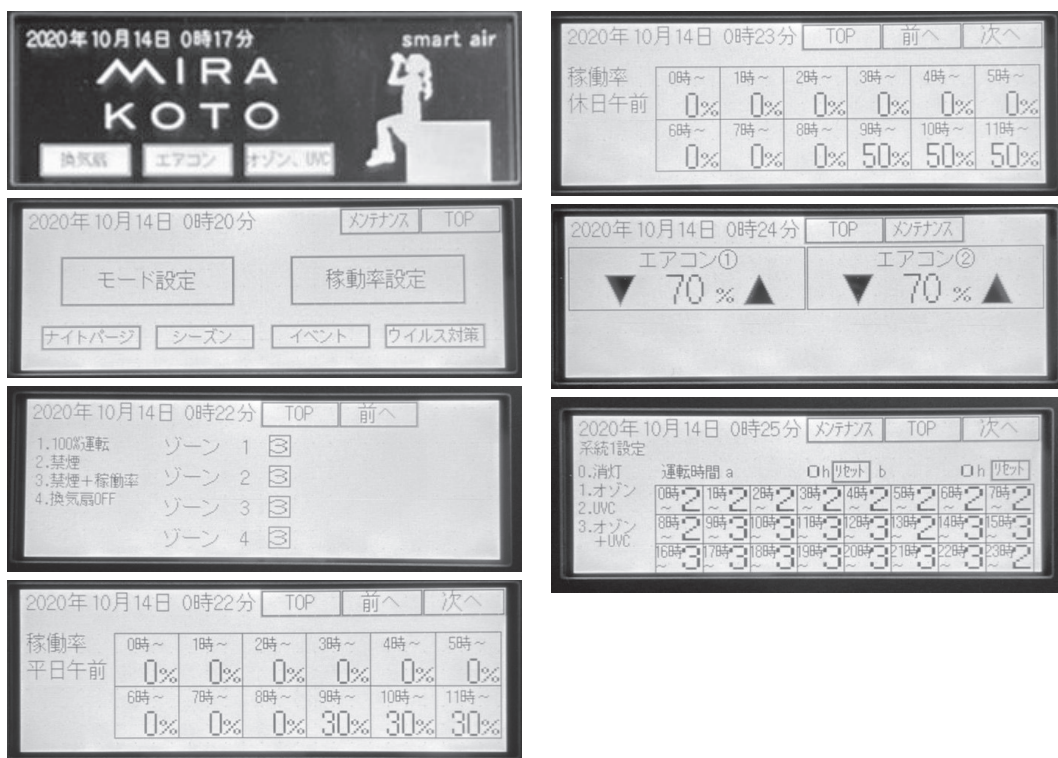 2020年10月14日 0時17分 smart air
MIRA
KOTO
換気扇 エアコン オゾン、UVC
2020年10月14日 0時20分 メンテナンス TOP
モード設定 稼動率設定
ナイトパージ シーズン イベント ウイルス対策
2020年10月14日 0時22分 TOP 前へ
1.100%運転
2.禁煙
3.禁煙+稼働率
4.換気扇OFF
ゾーン 1 3
ゾーン 2 3
ゾーン 3 3
ゾーン 4 3
2020年10月14日 0時22分 TOP 前へ 次へ
稼働率
平日午前
0時~ 1時~ 2時~ 3時~ 4時~ 5時~
0% 0% 0% 0% 0% 0%
6時~ 7時~ 8時~ 9時~ 10時~ 11時~
0% 0% 0% 30% 30% 30%
2020年10月14日 0時23分 TOP 前へ 次へ
稼働率
休日午前
0時~ 1時~ 2時~ 3時~ 4時~ 5時~
0% 0% 0% 0% 0% 0%
6時~ 7時~ 8時~ 9時~ 10時~ 11時~
0% 0% 0% 50% 50% 50%
2020年10月14日 0時24分 TOP メンテナンス
エアコン① エアコン②
▼ 70 % ▲ ▼ 70 % ▲
2020年10月14日 0時25分 メンテナンス TOP 次へ
系統1設定
0.消灯 運転時間 a 0h リセット b 0h リセット
1.オゾン
2.UVC
3.オゾン
+UVC
0時~2 1時~2 2時~2 3時~2 4時~2 5時~2 6時~2 7時~2
8時~2 9時~3 10時~3 11時~3 12時~3 13時~2 14時~3 15時~3
16時~3 17時~3 18時~3 19時~3 20時~3 21時~3 22時~3 23時~2